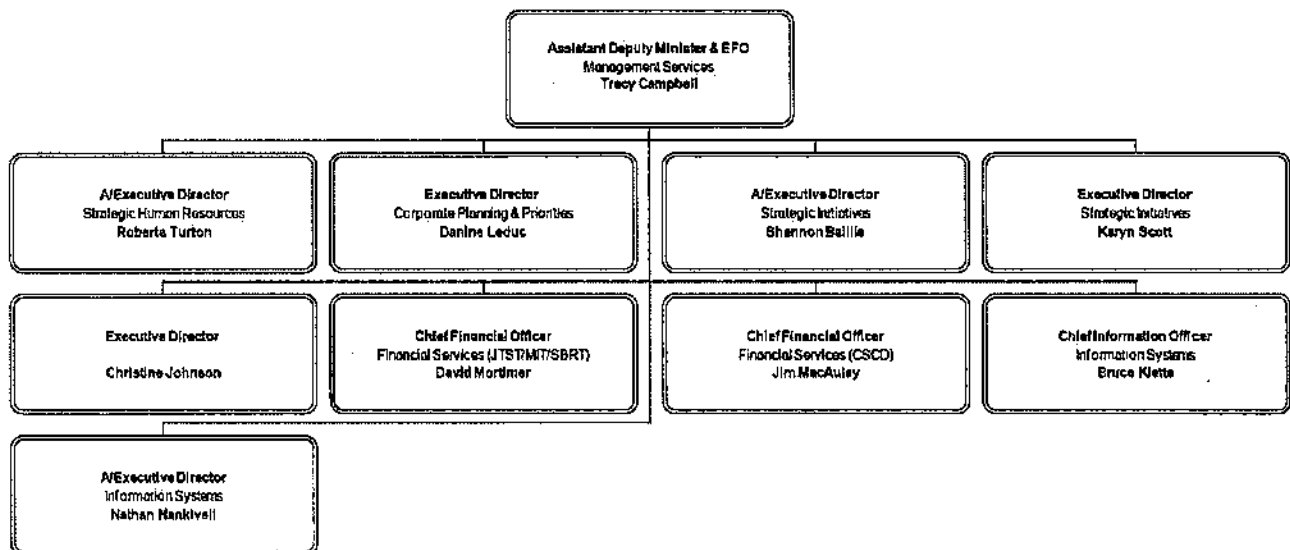 Assistant Deputy Minister & EFO
Management Services
Tracy Campbell
A/Executive Director
Strategic Human Resources
Roberta Turton
Executive Director
Corporate Planning & Priorities
Danine Leduc
A/Executive Director
Strategic Initiatives
Shannon Baillie
Executive Director
Strategic Initiatives
Karyn Scott
Executive Director
Christine Johnson
Chief Financial Officer
Financial Services (JTST/MIT/SBRT)
David Mortimer
Chief Financial Officer
Financial Services (CSCD)
Jim MacAulay
Chief Information Officer
Information Systems
Bruce Klette
A/Executive Director
Information Systems
Nathan Nankivell